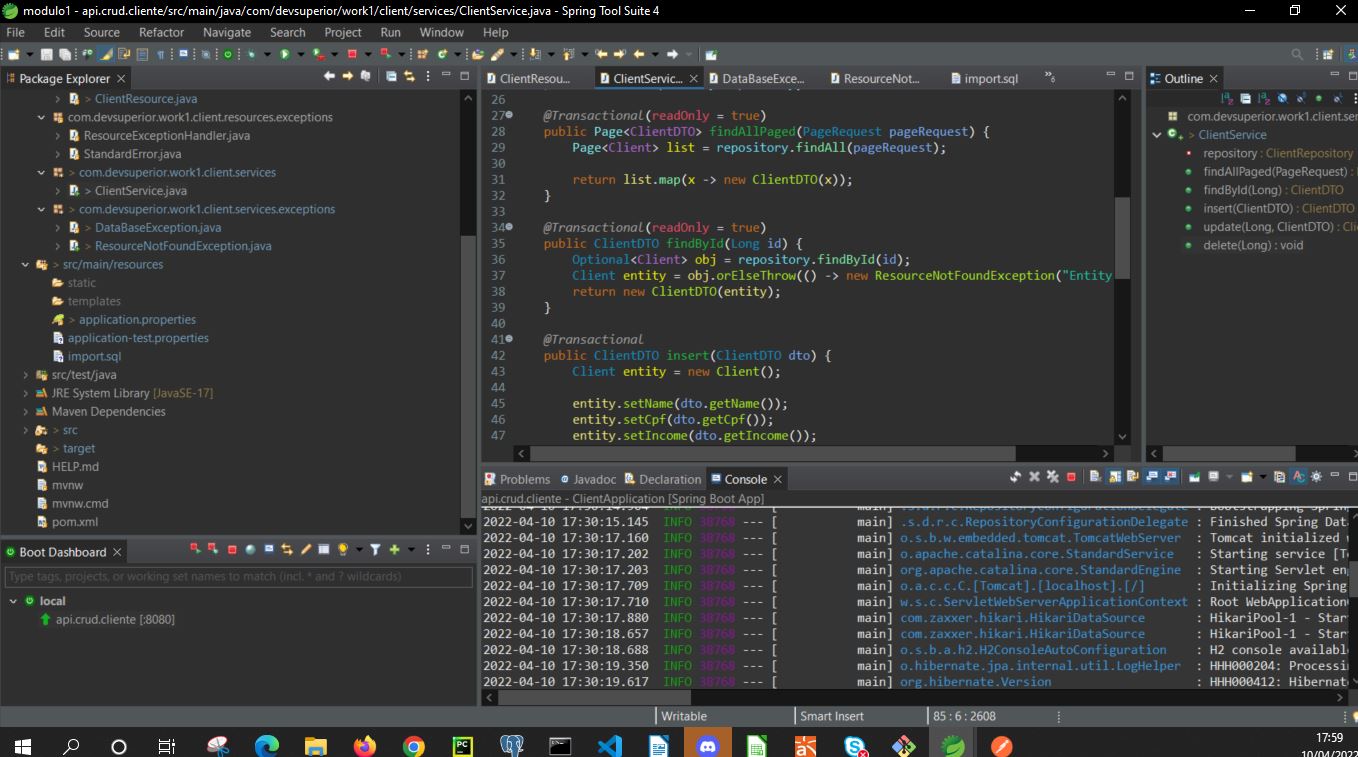 modulo1 - api.crud.cliente/src/main/java/com/devsuperior/work1/client/services/ClientService.java - Spring Tool Suite 4
File Edit Source Refactor Navigate Search Project Run Window Help
Package Explorer
> ClientResource.java
com.devsuperior.work1.client.resources.exceptions
ResourceExceptionHandler.java
StandardError.java
> com.devsuperior.work1.client.services
> ClientService.java
> com.devsuperior.work1.client.services.exceptions
> DataBaseException.java
> ResourceNotFoundException.java
> src/main/resources
static
templates
> application.properties
application-test.properties
import.sql
src/test/java
JRE System Library [JavaSE-17]
Maven Dependencies
> src
> target
HELP.md
mvnw
mvnw.cmd
pom.xml
Boot Dashboard
Type tags, projects, or working set names to match (incl. * and ? wildcards)
local
api.crud.cliente [:8080]
ClientResou... ClientServic... DataBaseExce... ResourceNot... import.sql »6
26
27 @Transactional(readOnly = true)
28 public Page<ClientDTO> findAllPaged(PageRequest pageRequest) {
29 Page<Client> list = repository.findAll(pageRequest);
30
31 return list.map(x -> new ClientDTO(x));
32 }
33
34 @Transactional(readOnly = true)
35 public ClientDTO findById(Long id) {
36 Optional<Client> obj = repository.findById(id);
37 Client entity = obj.orElseThrow(() -> new ResourceNotFoundException("Entity
38 return new ClientDTO(entity);
39 }
40
41 @Transactional
42 public ClientDTO insert(ClientDTO dto) {
43 Client entity = new Client();
44
45 entity.setName(dto.getName());
46 entity.setCpf(dto.getCpf());
47 entity.setIncome(dto.getIncome());
Outline
com.devsuperior.work1.client.ser
> ClientService
repository : ClientRepository
findAllPaged(PageRequest) :
findById(Long) : ClientDTO
insert(ClientDTO) : ClientDTO
update(Long, ClientDTO) : Clie
delete(Long) : void
Problems Javadoc Declaration Console
api.crud.cliente - ClientApplication [Spring Boot App]
2022-04-10 17:30:15.145 INFO 38768 --- [ main] .s.d.r.c.RepositoryConfigurationDelegate : Finished Spring Dat
2022-04-10 17:30:17.160 INFO 38768 --- [ main] o.s.b.w.embedded.tomcat.TomcatWebServer : Tomcat initialized
2022-04-10 17:30:17.202 INFO 38768 --- [ main] o.apache.catalina.core.StandardService : Starting service [T
2022-04-10 17:30:17.203 INFO 38768 --- [ main] org.apache.catalina.core.StandardEngine : Starting Servlet en
2022-04-10 17:30:17.709 INFO 38768 --- [ main] o.a.c.c.C.[Tomcat].[localhost].[/] : Initializing Spring
2022-04-10 17:30:17.710 INFO 38768 --- [ main] w.s.c.ServletWebServerApplicationContext : Root WebApplication
2022-04-10 17:30:17.880 INFO 38768 --- [ main] com.zaxxer.hikari.HikariDataSource : HikariPool-1 - Star
2022-04-10 17:30:18.657 INFO 38768 --- [ main] com.zaxxer.hikari.HikariDataSource : HikariPool-1 - Star
2022-04-10 17:30:18.688 INFO 38768 --- [ main] o.s.b.a.h2.H2ConsoleAutoConfiguration : H2 console availabl
2022-04-10 17:30:19.350 INFO 38768 --- [ main] o.hibernate.jpa.internal.util.LogHelper : HHH000204: Processi
2022-04-10 17:30:19.617 INFO 38768 --- [ main] org.hibernate.Version : HHH000412: Hibernat
Writable Smart Insert 85 : 6 : 2608
17:59
10/04/2022